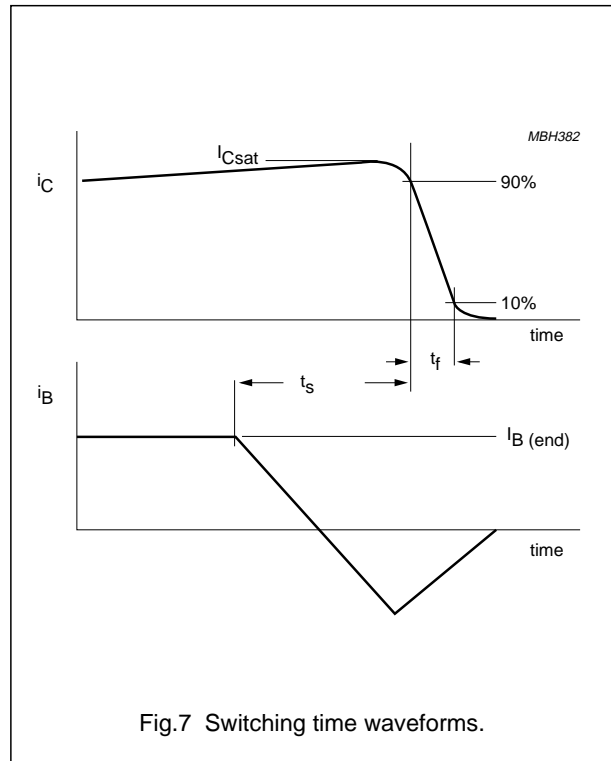 MBH382
ICsat
iC
90%
10%
time
tf
ts
iB
IB (end)
time
Fig.7 Switching time waveforms.